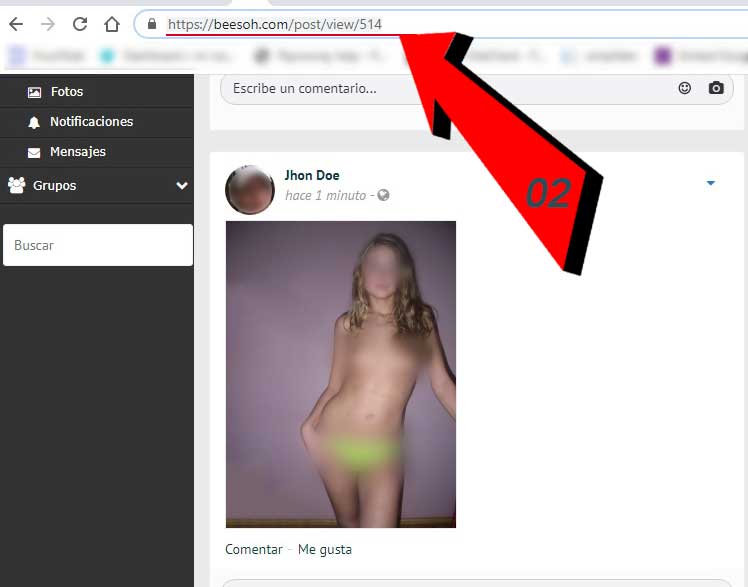 https://beesoh.com/post/view/514
Fotos
Notificaciones
Mensajes
Grupos
Buscar
Escribe un comentario...
Jhon Doe
hace 1 minuto -
02
Comentar - Me gusta